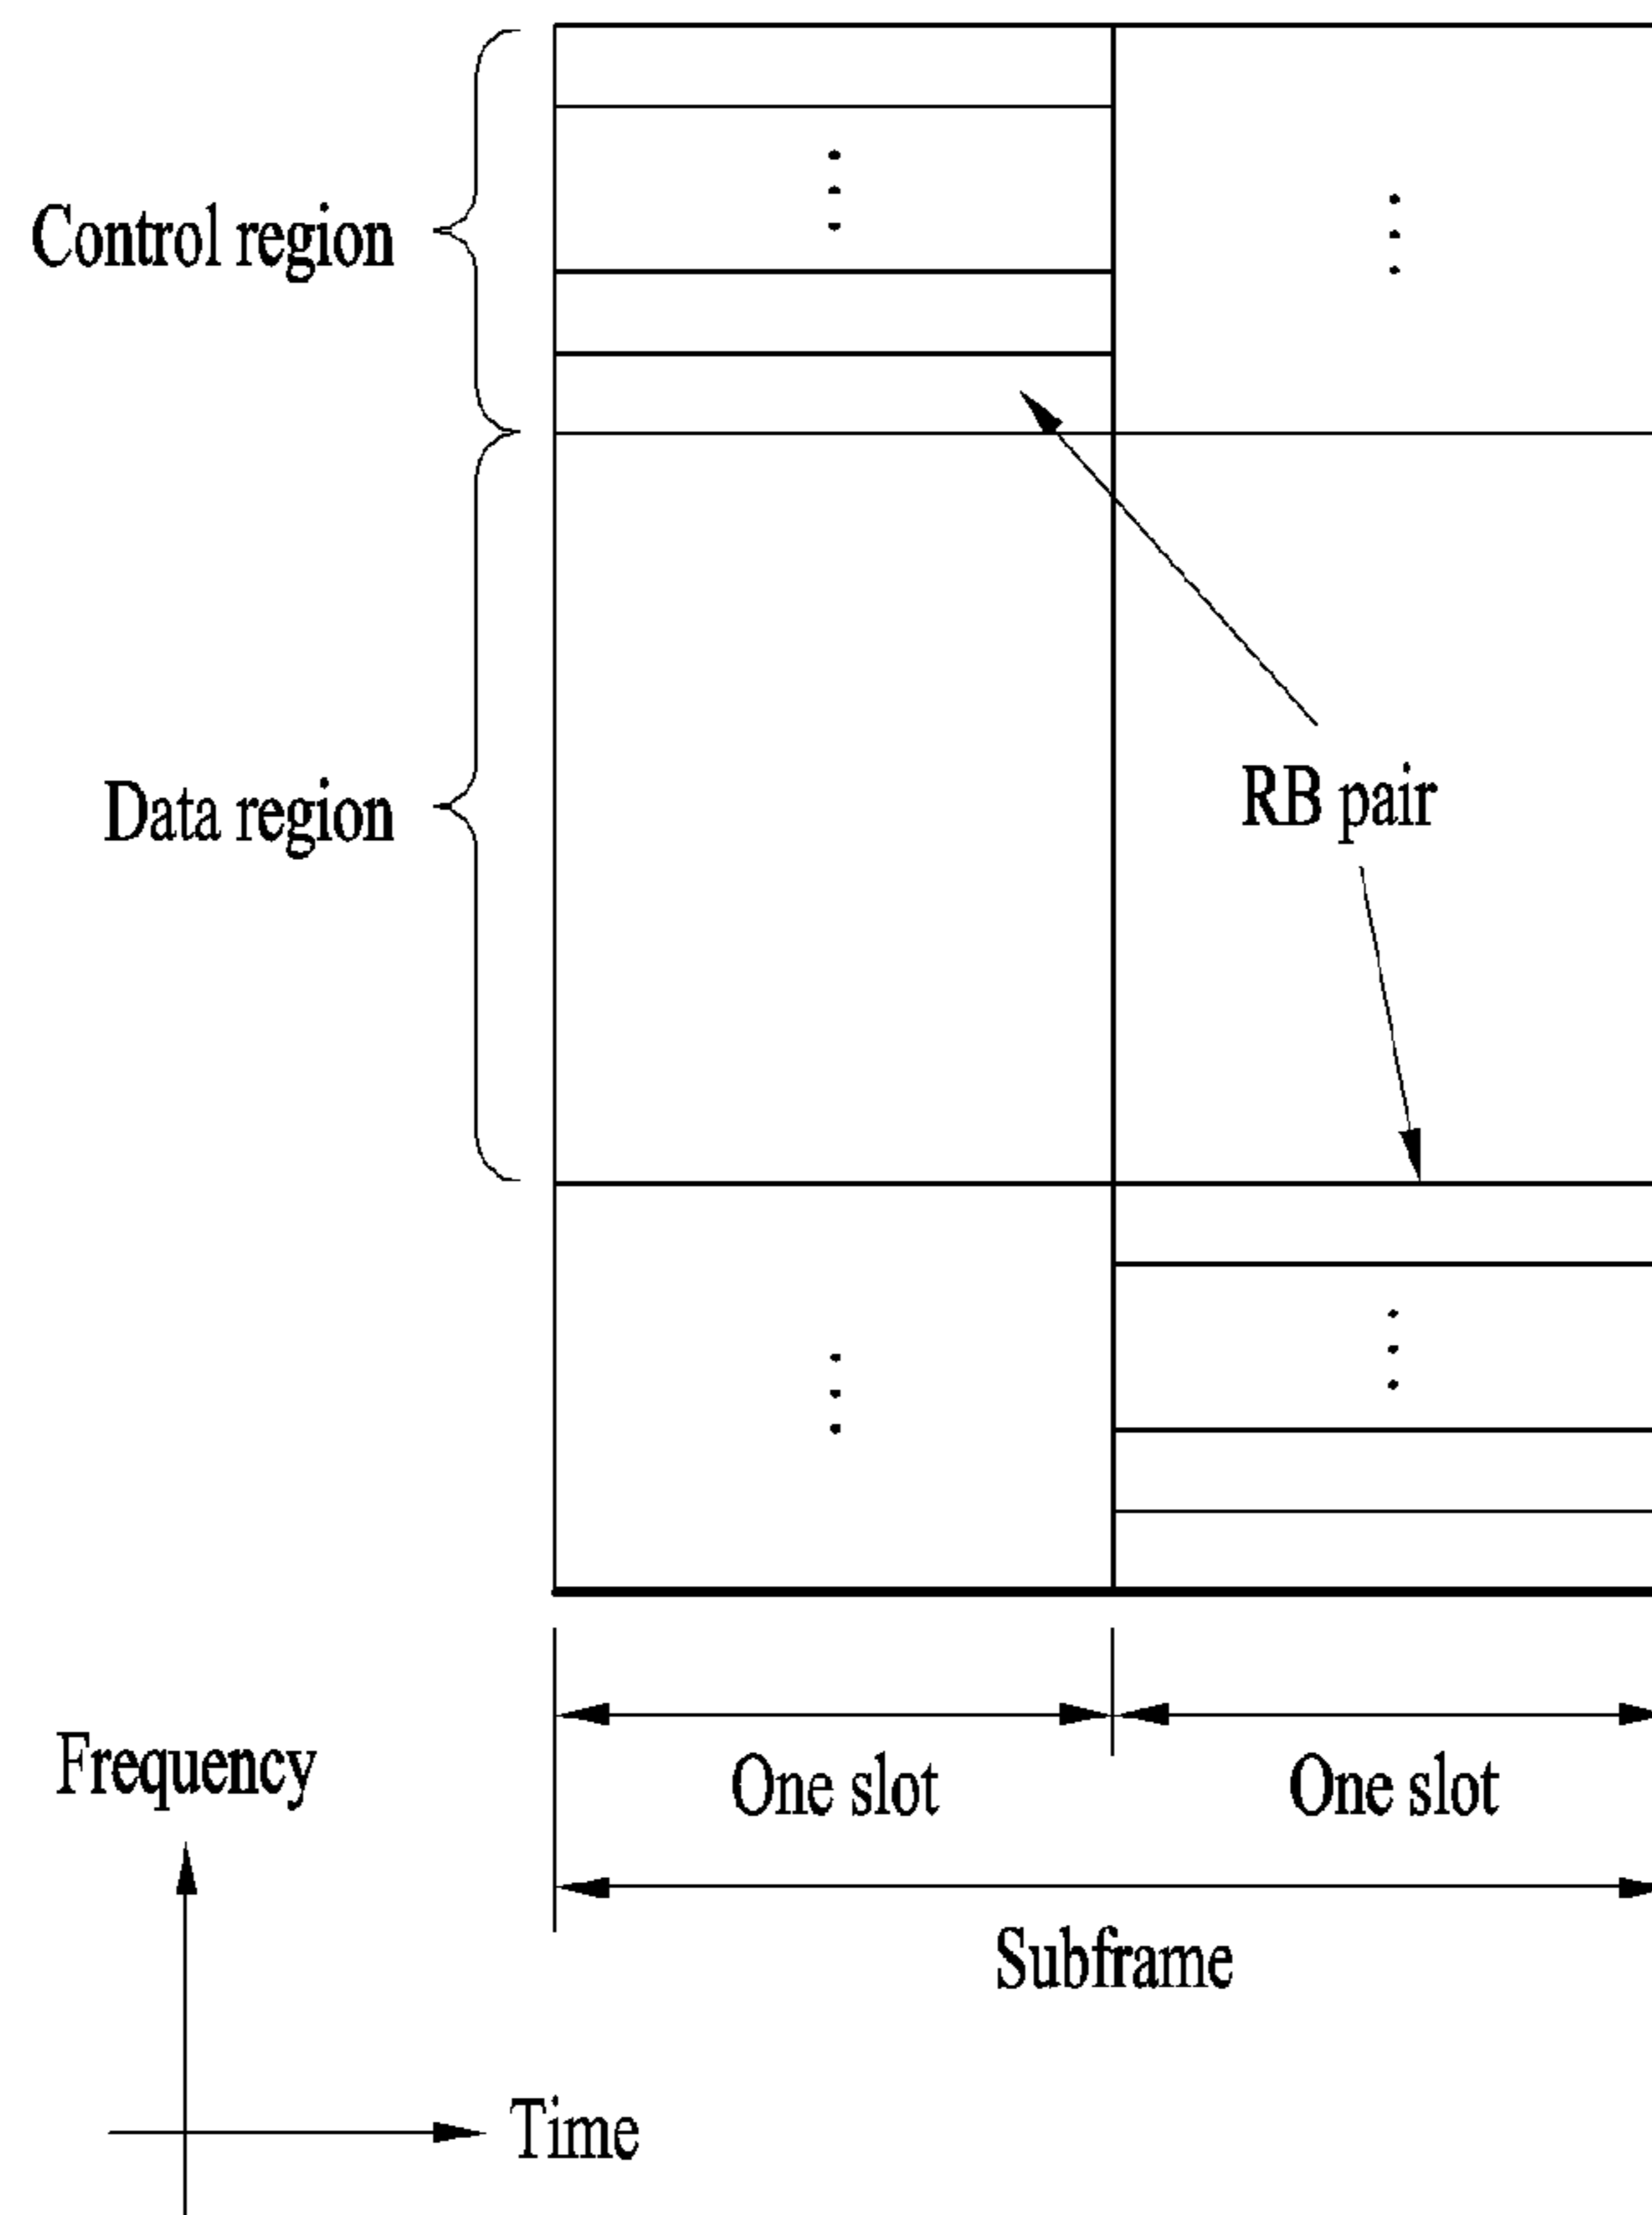 Control region
Data region
RB pair
One slot
One slot
Subframe
Frequency
Time